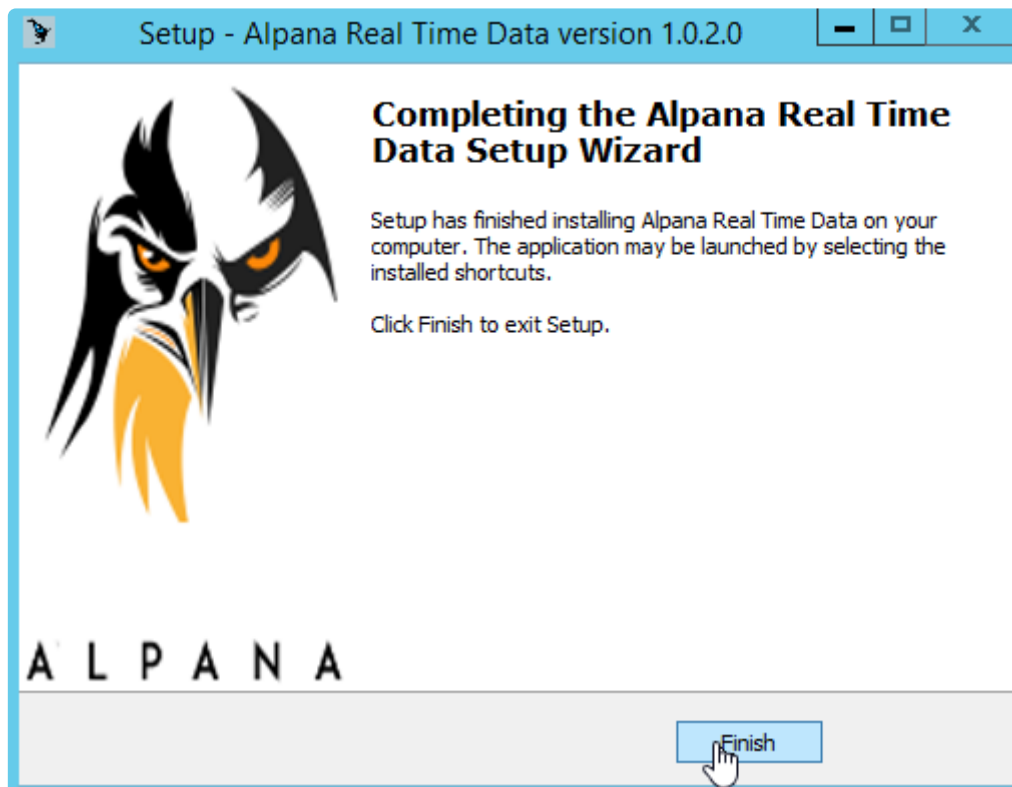 Setup - Alpana Real Time Data version 1.0.2.0
Completing the Alpana Real Time
Data Setup Wizard
Setup has finished installing Alpana Real Time Data on your
computer. The application may be launched by selecting the
installed shortcuts.
Click Finish to exit Setup.
ALPANA
Finish